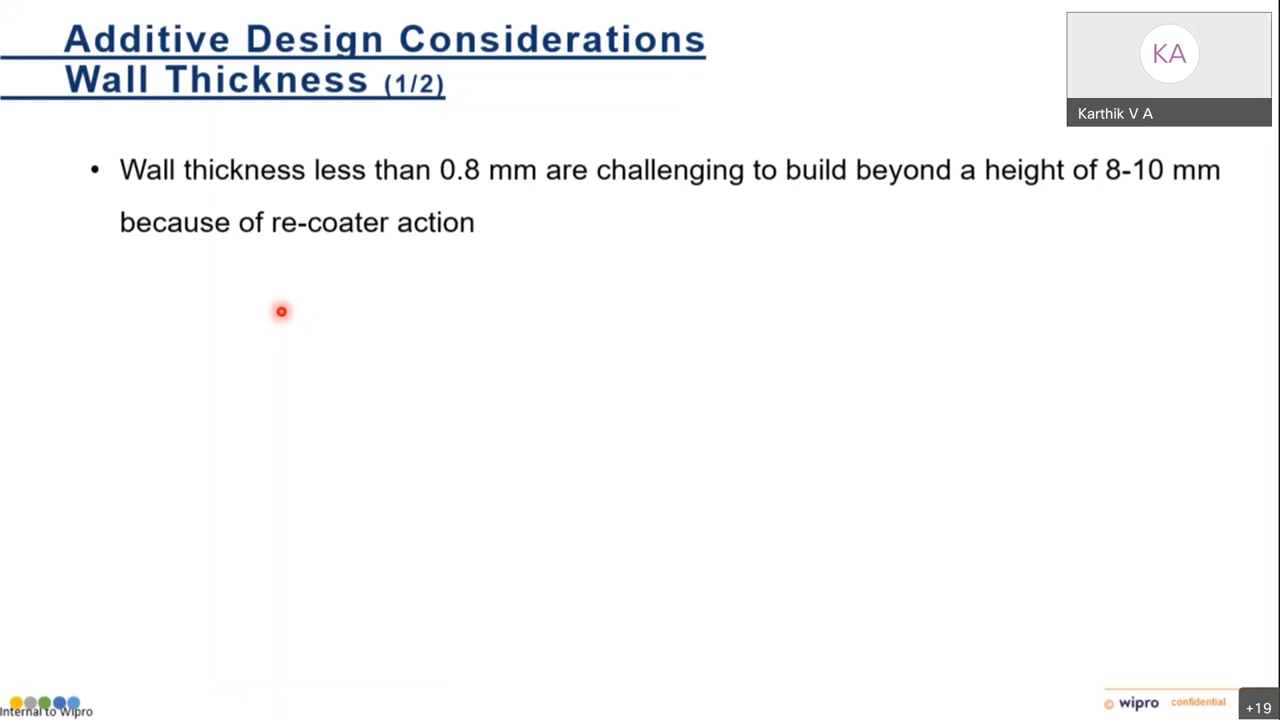 Additive Design Considerations
Wall Thickness (1/2)
KA
Karthik V A
• Wall thickness less than 0.8 mm are challenging to build beyond a height of 8-10 mm
because of re-coater action
Internal to Wipro
© wipro confidential
+19